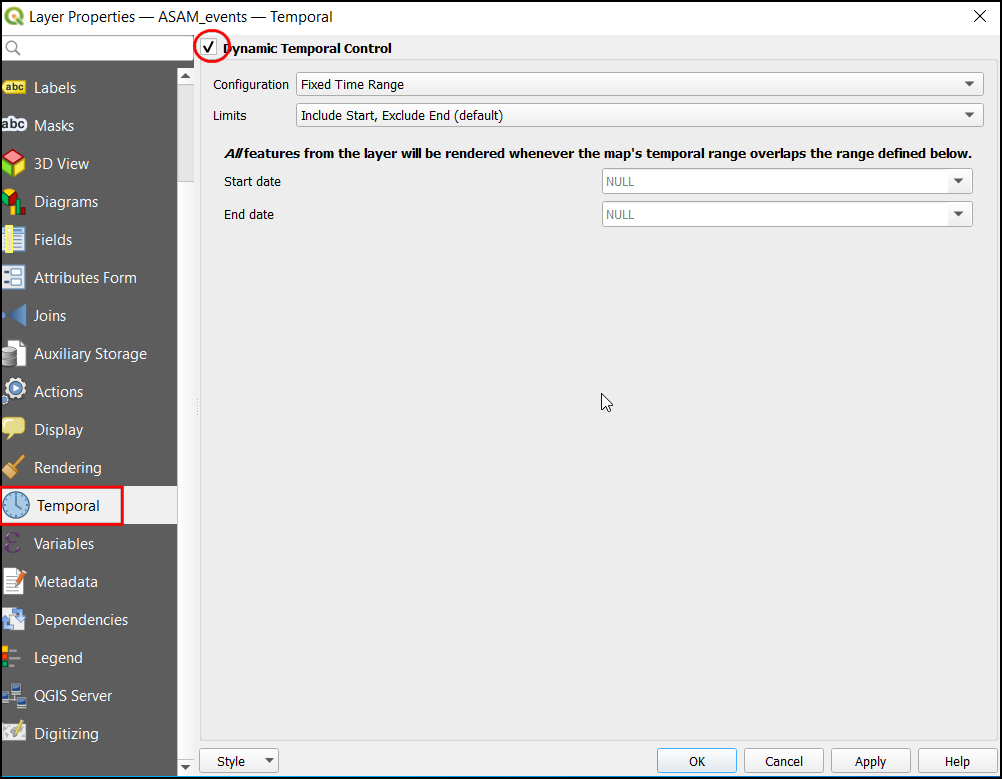 Layer Properties — ASAM_events — Temporal
Dynamic Temporal Control
Configuration Fixed Time Range
Limits Include Start, Exclude End (default)
All features from the layer will be rendered whenever the map's temporal range overlaps the range defined below.
Start date NULL
End date NULL
abc Labels
abc Masks
3D View
Diagrams
Fields
Attributes Form
Joins
Auxiliary Storage
Actions
Display
Rendering
Temporal
Variables
Metadata
Dependencies
Legend
QGIS Server
Digitizing
Style OK Cancel Apply Help